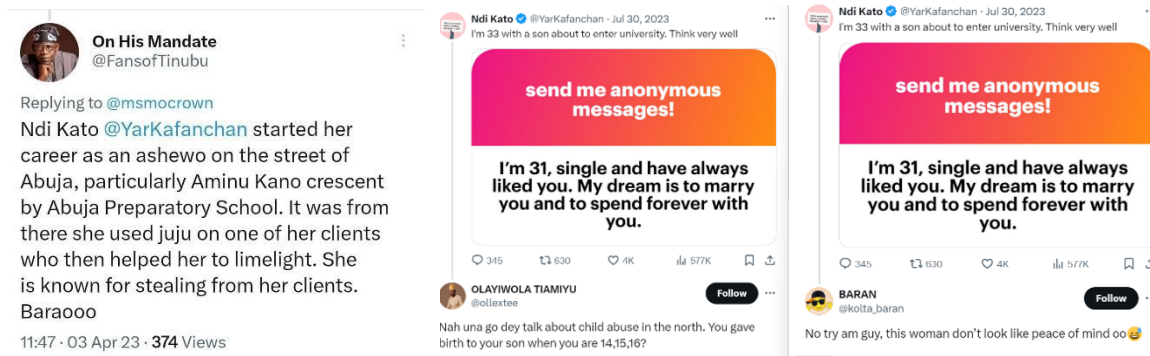 On His Mandate
@FansofTinubu
Replying to @msmocrown
Ndi Kato @YarKafanchan started her
career as an ashewo on the street of
Abuja, particularly Aminu Kano crescent
by Abuja Preparatory School. It was from
there she used juju on one of her clients
who then helped her to limelight. She
is known for stealing from her clients.
Baraooo
11:47 · 03 Apr 23 · 374 Views
Ndi Kato @YarKafanchan · Jul 30, 2023
I'm 33 with a son about to enter university. Think very well
send me anonymous
messages!
I'm 31, single and have always
liked you. My dream is to marry
you and to spend forever with
you.
345 630 4K 577K
OLAYIWOLA TIAMIYU
Follow
@ollextee
Nah una go dey talk about child abuse in the north. You gave
birth to your son when you are 14,15,16?
Ndi Kato @YarKafanchan · Jul 30, 2023
I'm 33 with a son about to enter university. Think very well
send me anonymous
messages!
I'm 31, single and have always
liked you. My dream is to marry
you and to spend forever with
you.
345 630 4K 577K
BARAN
Follow
@kolta_baran
No try am guy, this woman don't look like peace of mind oo😅